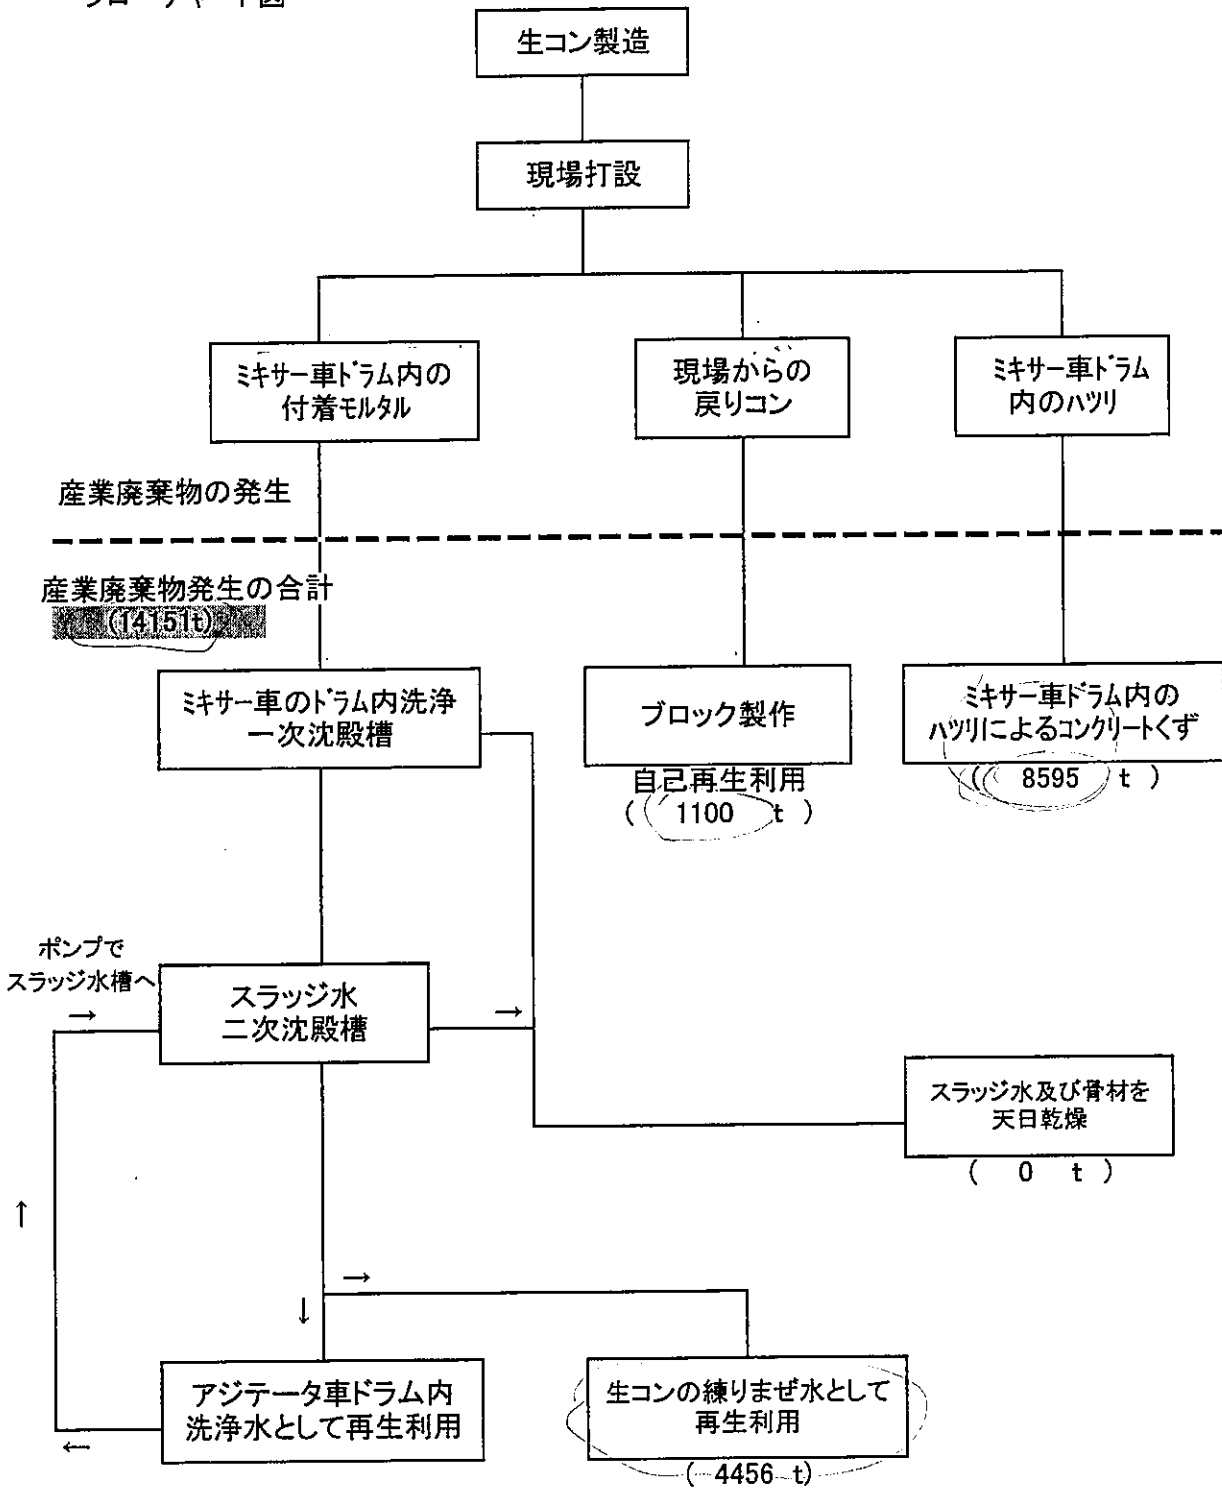 フローチャート図
生コン製造
現場打設
ミキサー車ドラム内の
付着モルタル
現場からの
戻りコン
ミキサー車ドラム
内のハツリ
産業廃棄物の発生
産業廃棄物発生の合計
(14151t)
ミキサー車のドラム内洗浄
一次沈殿槽
ブロック製作
自己再生利用
( 1100 t )
ミキサー車ドラム内の
ハツリによるコンクリートくず
( 8595 t )
ポンプで
スラッジ水槽へ
→
スラッジ水
二次沈殿槽
→
スラッジ水及び骨材を
天日乾燥
( 0 t )
↑
→
↓
アジテータ車ドラム内
洗浄水として再生利用
←
生コンの練りまぜ水として
再生利用
( 4456 t)